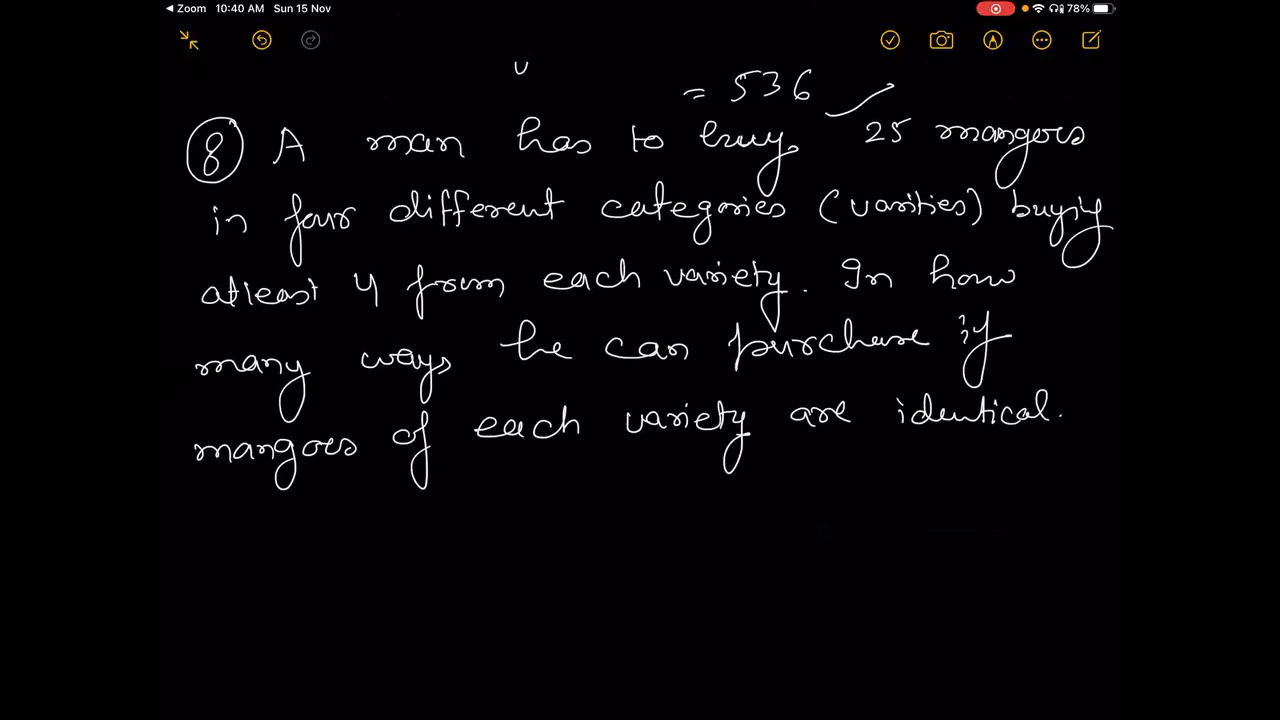 Zoom 10:40 AM Sun 15 Nov 78%
= 536
8 A man has to buy 25 mangoes
in four different categories (varities) buying
atleast 4 from each variety. In how
many ways he can purchase if
mangoes of each variety are identical.